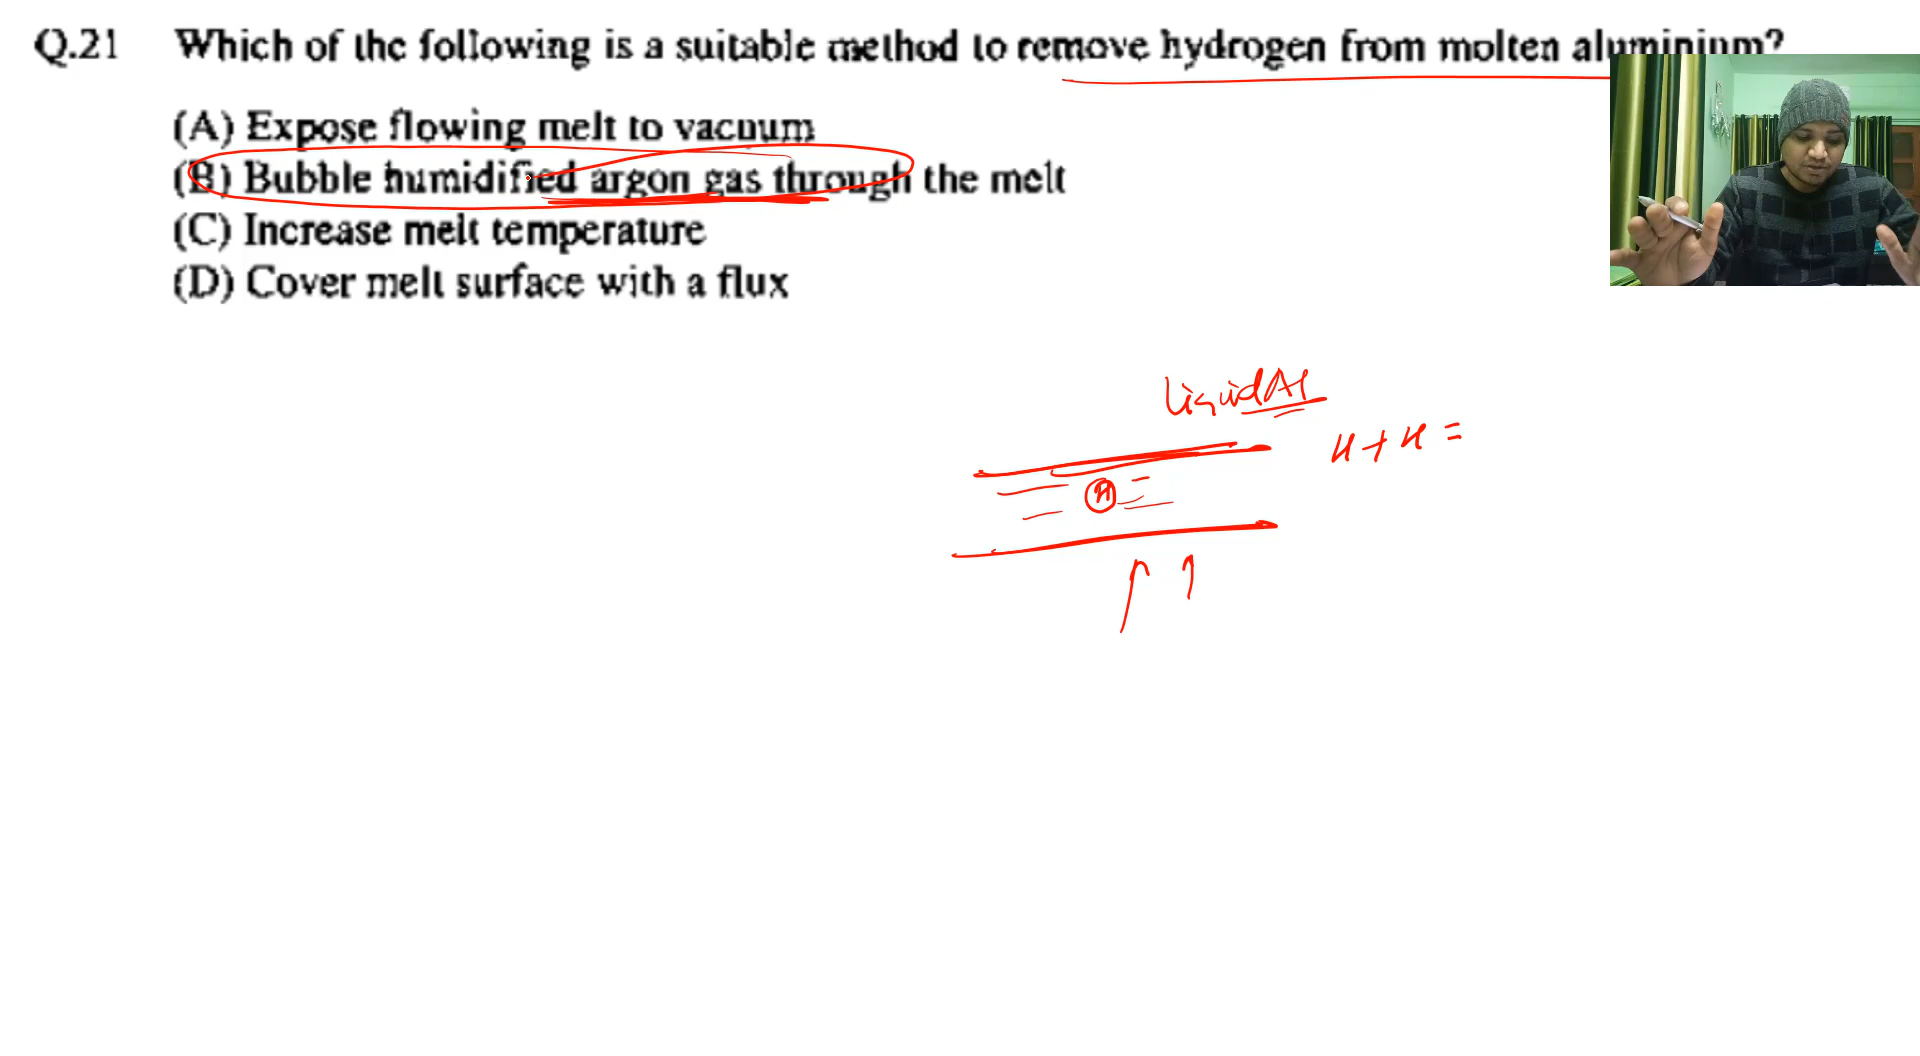 Q.21 Which of the following is a suitable method to remove hydrogen from molten aluminium?
(A) Expose flowing melt to vacuum
(B) Bubble humidified argon gas through the melt
(C) Increase melt temperature
(D) Cover melt surface with a flux
liquid Al
H + H =
H